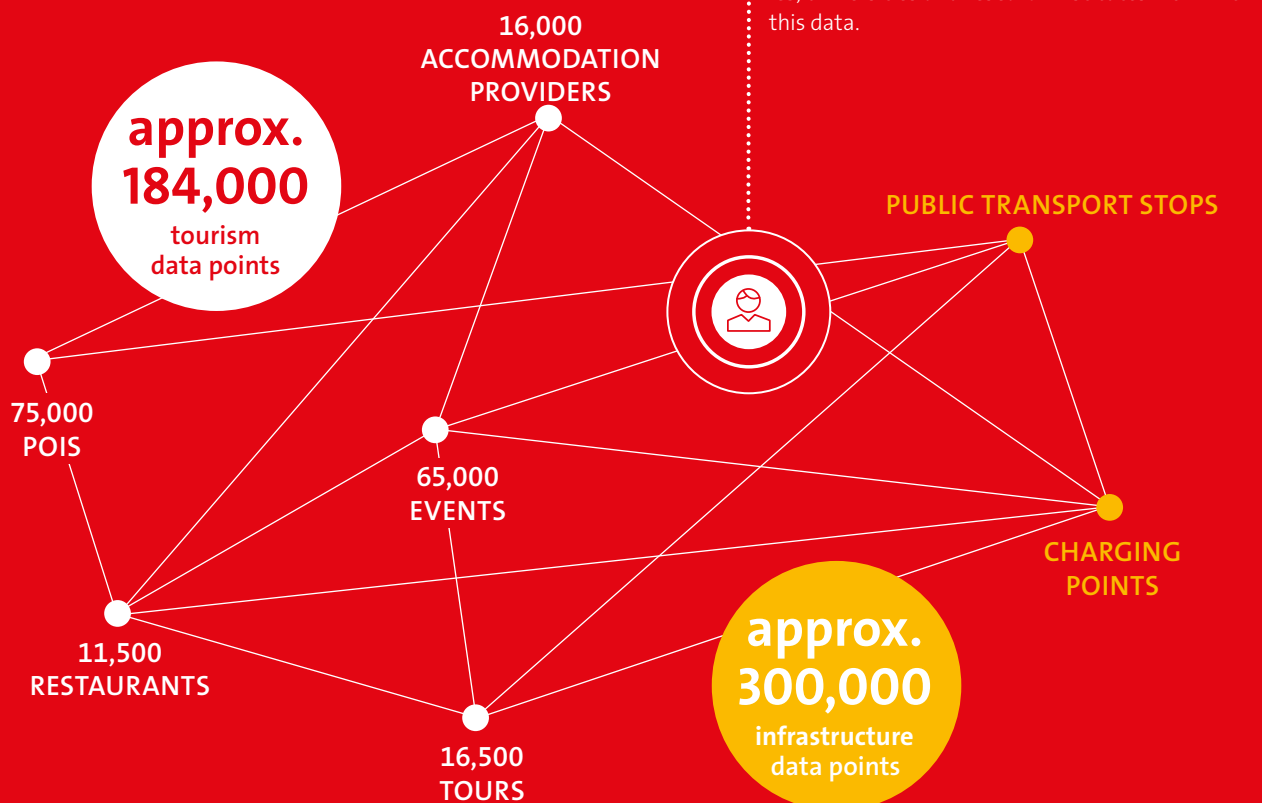 this data.
16,000
ACCOMMODATION
PROVIDERS
approx.
184,000
tourism
data points
PUBLIC TRANSPORT STOPS
75,000
POIS
65,000
EVENTS
CHARGING
POINTS
approx.
300,000
infrastructure
data points
11,500
RESTAURANTS
16,500
TOURS